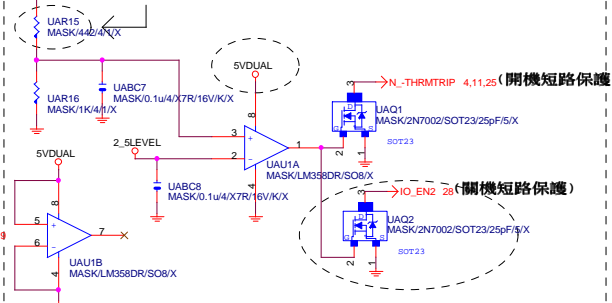 UAR15
MASK/442/4/1/X
5VDUAL
UABC7
MASK/0.1u/4/X7R/16V/K/X
UAR16
MASK/1K/4/1/X
3
N_-THRMTRIP 4,11,25(開機短路保護
D
G
S
UAQ1
MASK/2N7002/SOT23/25pF/5/X
SOT23
2
1
2_5LEVEL
8
3
+
2
-
1
4
UAU1A
MASK/LM358DR/SO8/X
5VDUAL
UABC8
MASK/0.1u/4/X7R/16V/K/X
3
IO_EN2 28(關機短路保護)
D
G
S
UAQ2
MASK/2N7002/SOT23/25pF/5/X
SOT23
2
1
8
5
+
6
-
7
4
9
UAU1B
MASK/LM358DR/SO8/X